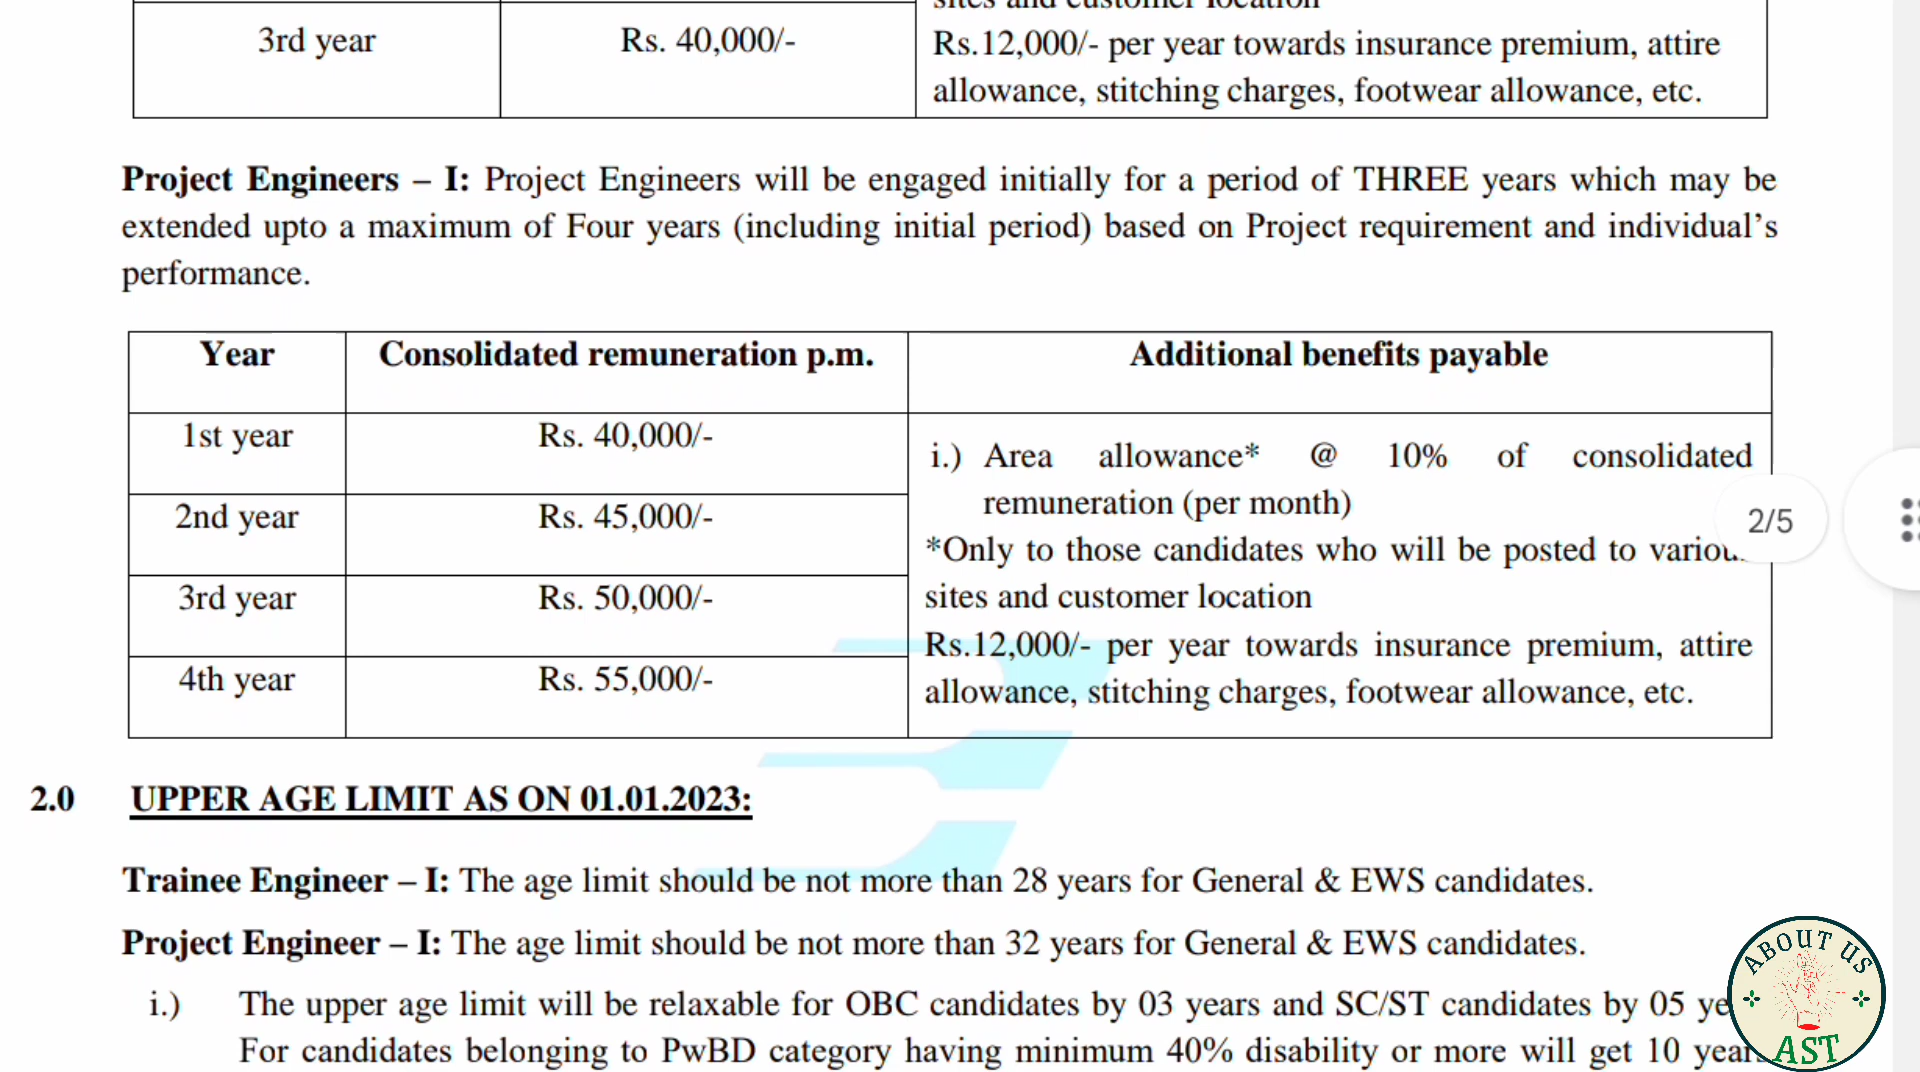 sites and customer location
3rd year Rs. 40,000/- Rs.12,000/- per year towards insurance premium, attire
allowance, stitching charges, footwear allowance, etc.
Project Engineers – I: Project Engineers will be engaged initially for a period of THREE years which may be
extended upto a maximum of Four years (including initial period) based on Project requirement and individual’s
performance.
Year Consolidated remuneration p.m. Additional benefits payable
1st year Rs. 40,000/-
2nd year Rs. 45,000/-
3rd year Rs. 50,000/-
4th year Rs. 55,000/-
i.) Area allowance* @ 10% of consolidated
remuneration (per month)
*Only to those candidates who will be posted to
sites and customer location
Rs.12,000/- per year towards insurance premium, attire
allowance, stitching charges, footwear allowance, etc.
2/5
2.0 UPPER AGE LIMIT AS ON 01.01.2023:
Trainee Engineer – I: The age limit should be not more than 28 years for General & EWS candidates.
Project Engineer – I: The age limit should be not more than 32 years for General & EWS candidates.
i.) The upper age limit will be relaxable for OBC candidates by 03 years and SC/ST candidates by 05 ye
For candidates belonging to PwBD category having minimum 40% disability or more will get 10 year
ABOUT US
AST